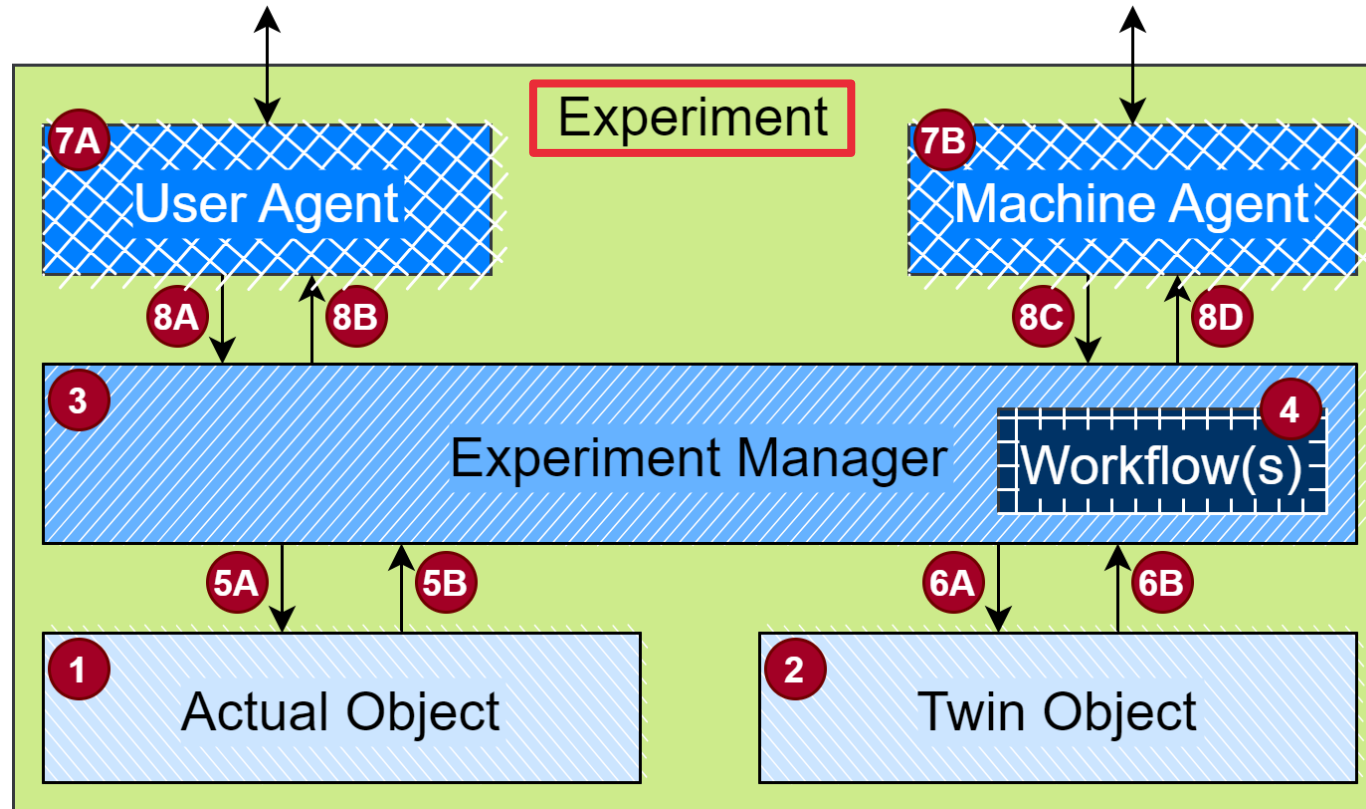 Experiment
7A
User Agent
7B
Machine Agent
8A
8B
8C
8D
3
Experiment Manager
4
Workflow(s)
5A
5B
6A
6B
1
Actual Object
2
Twin Object